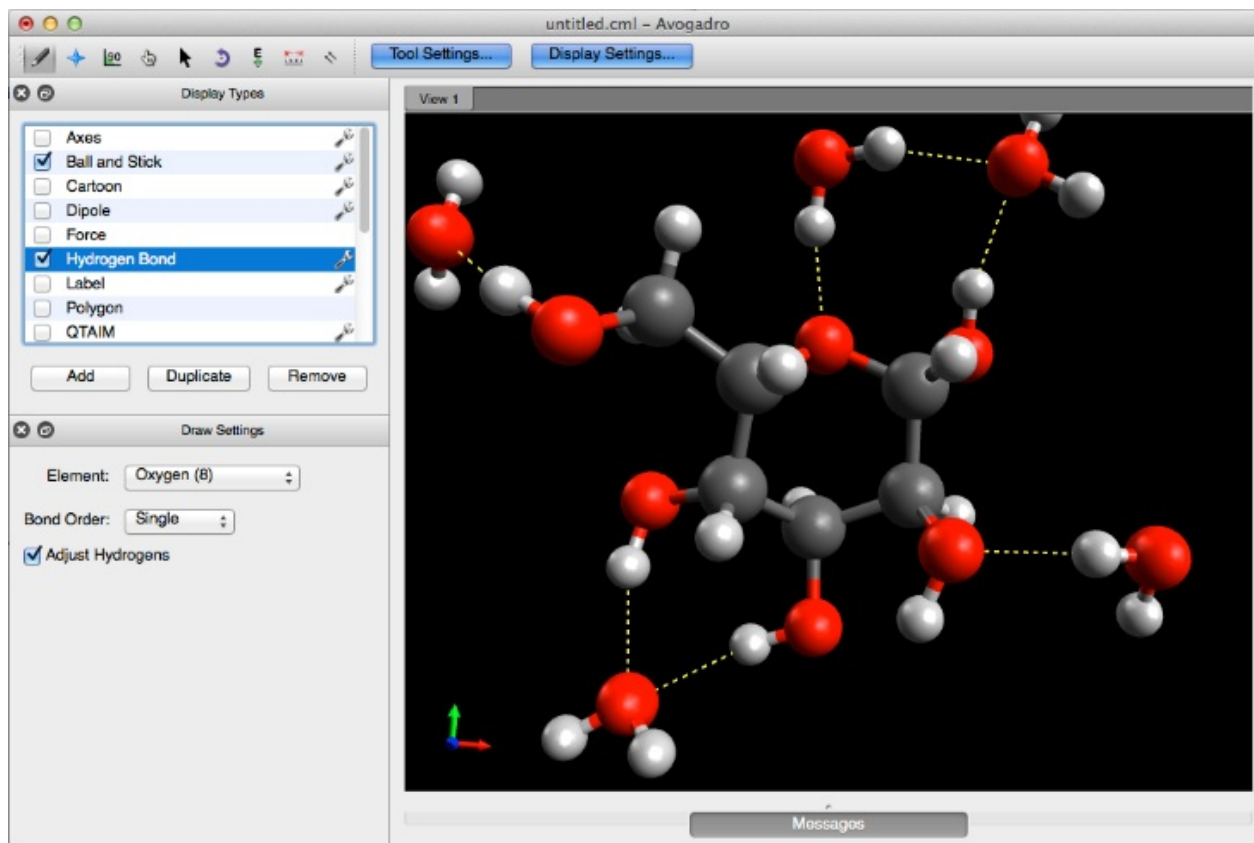 untitled.cml – Avogadro
90
E
Tool Settings...
Display Settings...
Display Types
View 1
Axes
Ball and Stick
Cartoon
Dipole
Force
Hydrogen Bond
Label
Polygon
QTAIM
Add
Duplicate
Remove
Draw Settings
Element:
Oxygen (8)
Bond Order:
Single
Adjust Hydrogens
Messages